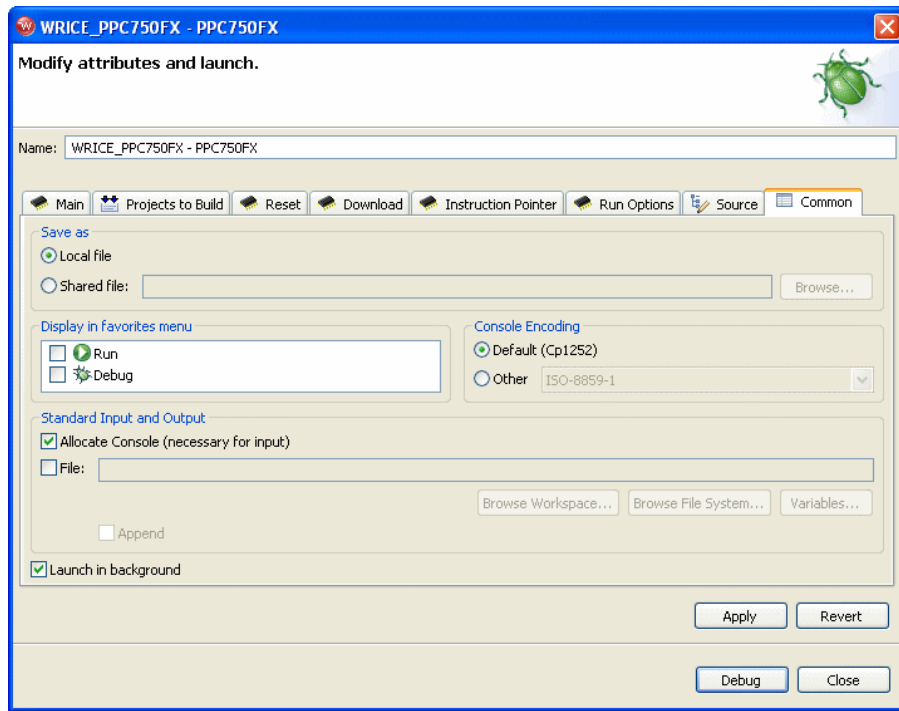 WRICE_PPC750FX - PPC750FX
Modify attributes and launch.
Name: WRICE_PPC750FX - PPC750FX
Main Projects to Build Reset Download Instruction Pointer Run Options Source Common
Save as
Local file
Shared file: Browse...
Display in favorites menu
Run
Debug
Console Encoding
Default (Cp1252)
Other ISO-8859-1
Standard Input and Output
Allocate Console (necessary for input)
File:
Browse Workspace... Browse File System... Variables...
Append
Launch in background
Apply Revert
Debug Close